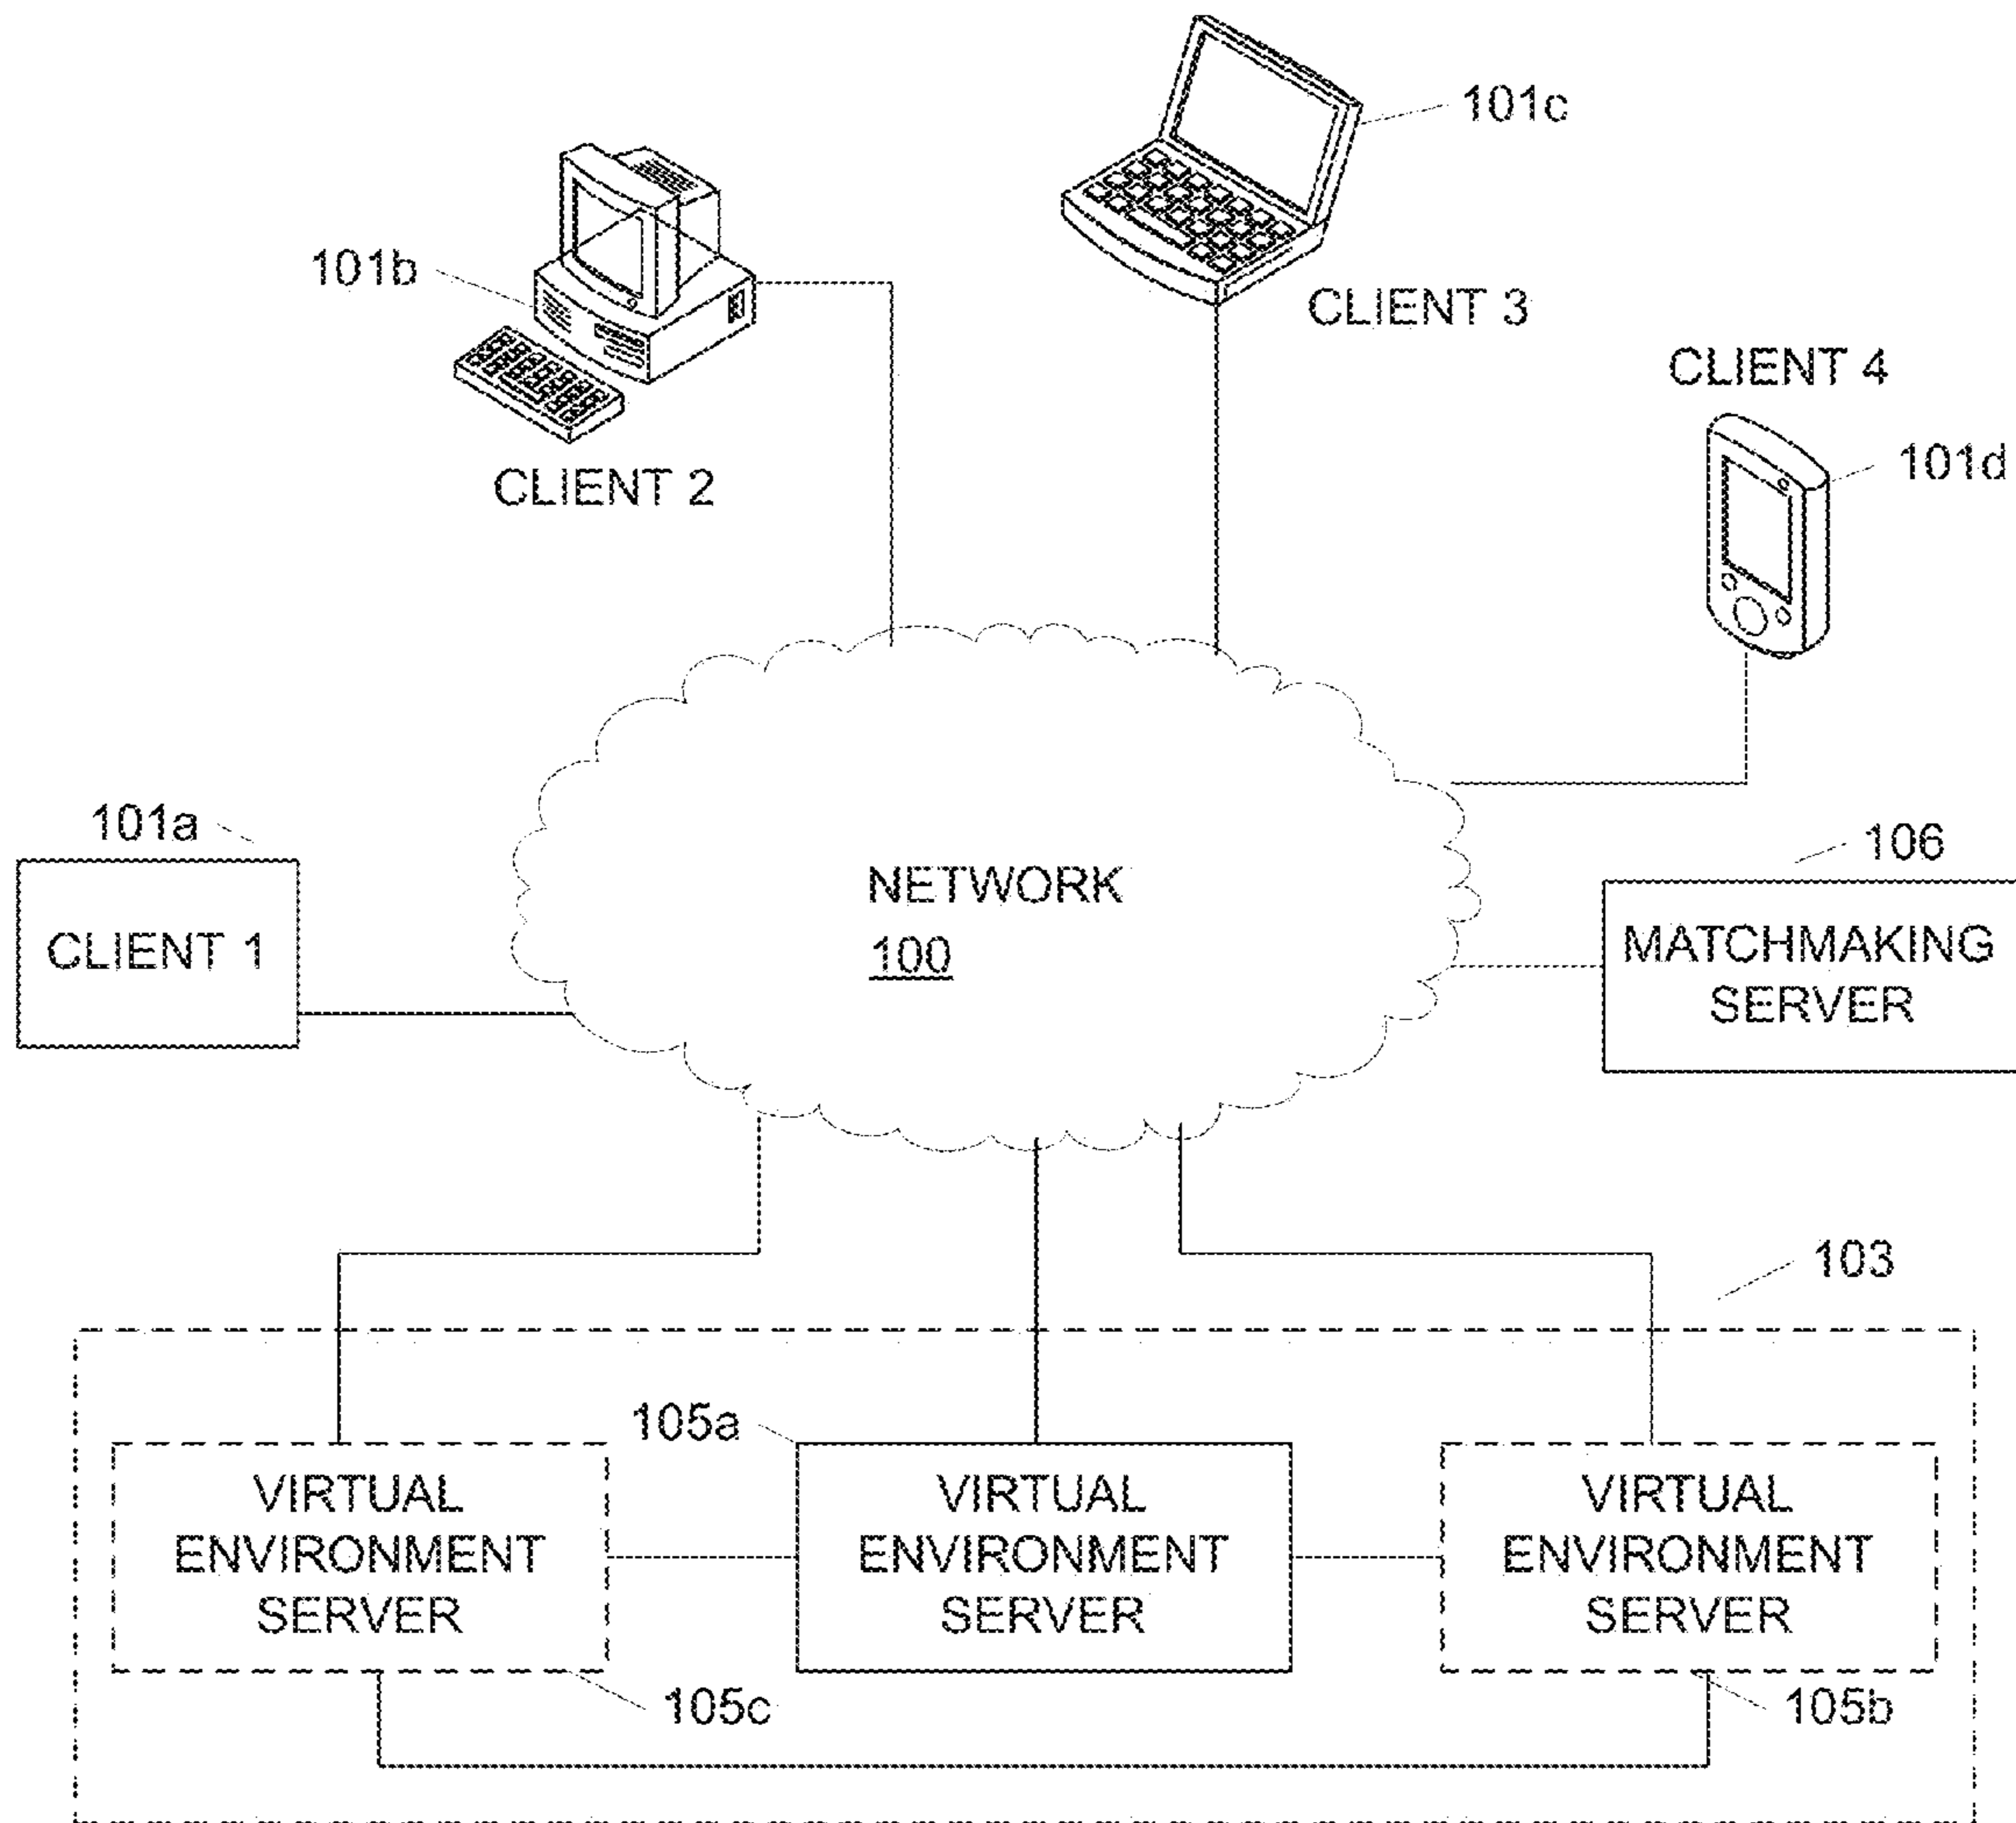 101c
101b
CLIENT 3
CLIENT 4
101d
CLIENT 2
101a
106
NETWORK
100
CLIENT 1
MATCHMAKING
SERVER
103
105a
VIRTUAL
ENVIRONMENT
SERVER
VIRTUAL
ENVIRONMENT
SERVER
VIRTUAL
ENVIRONMENT
SERVER
105c
105b